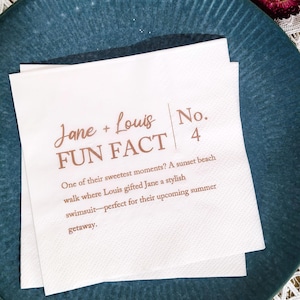 Jane + Louis
FUN FACT
No.
4
One of their sweetest moments? A sunset beach
walk where Louis gifted Jane a stylish
swimsuit—perfect for their upcoming summer
getaway.